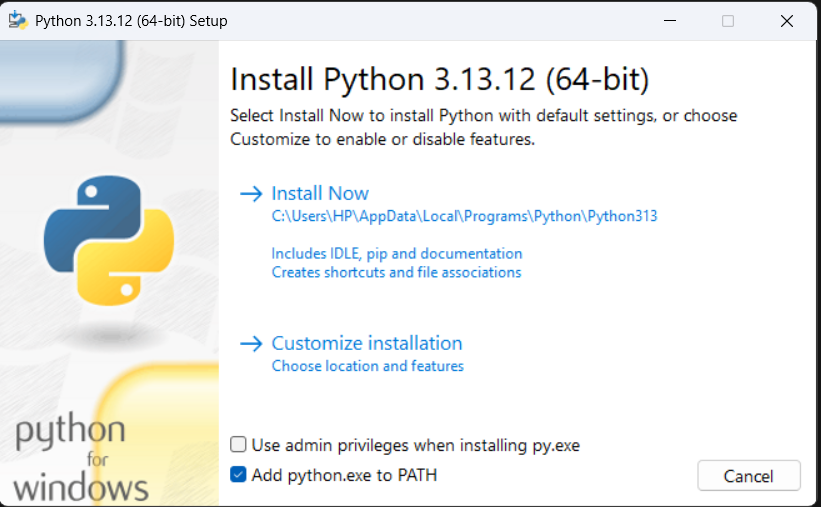 Python 3.13.12 (64-bit) Setup
Install Python 3.13.12 (64-bit)
Select Install Now to install Python with default settings, or choose
Customize to enable or disable features.
Install Now
C:\Users\HP\AppData\Local\Programs\Python\Python313
Includes IDLE, pip and documentation
Creates shortcuts and file associations
Customize installation
Choose location and features
python
for
windows
Use admin privileges when installing py.exe
Add python.exe to PATH
Cancel